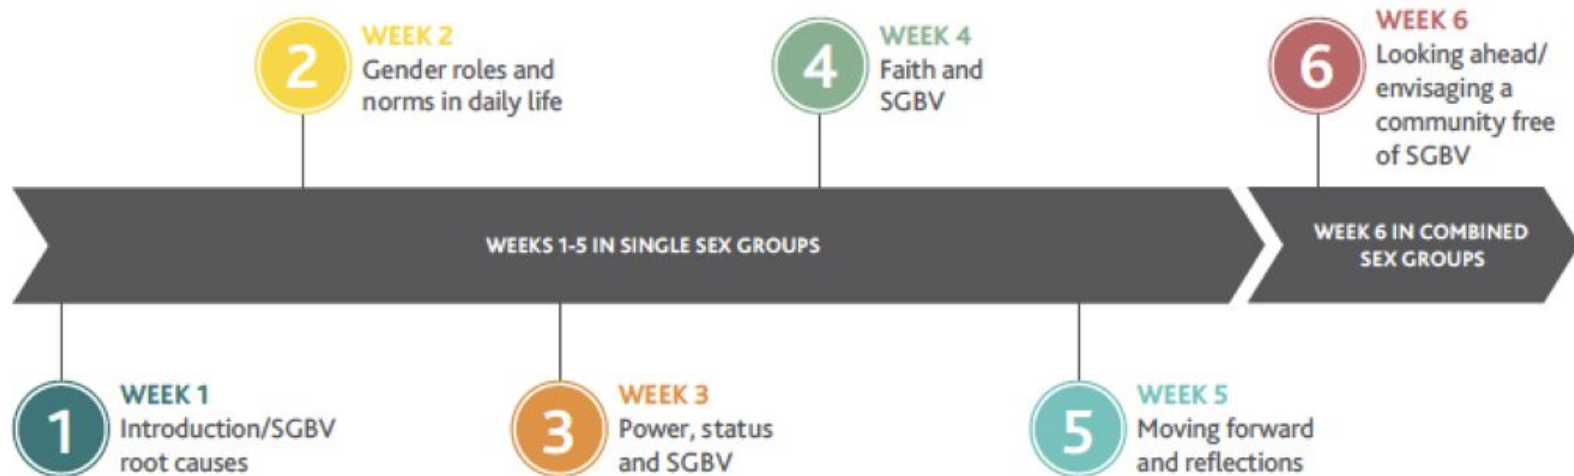 2
WEEK 2
Gender roles and
norms in daily life
4
WEEK 4
Faith and
SGBV
6
WEEK 6
Looking ahead/
envisaging a
community free
of SGBV
WEEKS 1-5 IN SINGLE SEX GROUPS
WEEK 6 IN COMBINED
SEX GROUPS
1
WEEK 1
Introduction/SGBV
root causes
3
WEEK 3
Power, status
and SGBV
5
WEEK 5
Moving forward
and reflections